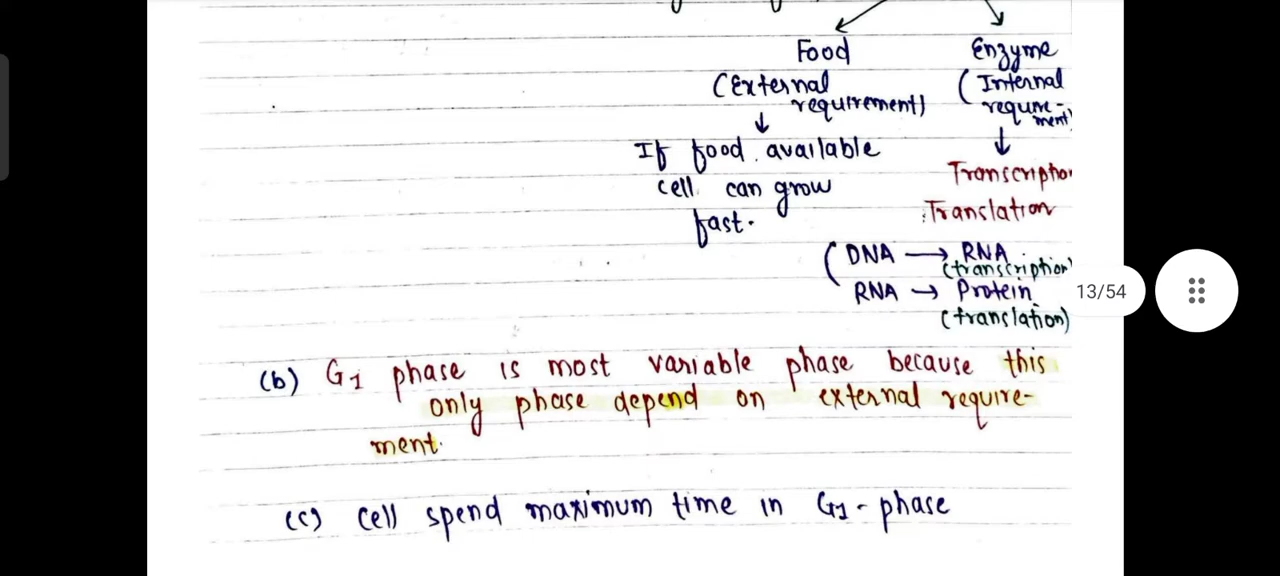 Food Enzyme
(External (Internal
requirement) require-
ment)
If food available
cell can grow
fast.
Transcription
Translation
(DNA → RNA
(transcription)
RNA → Protein
(translation)
13/54
(b) G1 phase is most variable phase because this
only phase depend on external require-
ment.
(c) cell spend maximum time in G1-phase